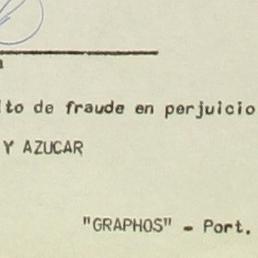 ito de fraude en perjuicio
Y AZUCAR
"GRAPHOS" - Port.